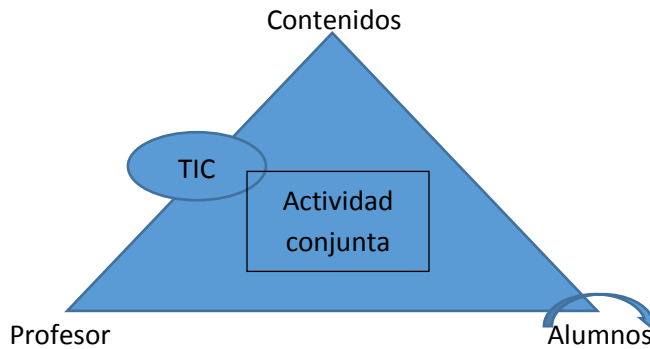 Contenidos
TIC
Actividad
conjunta
Profesor
Alumnos